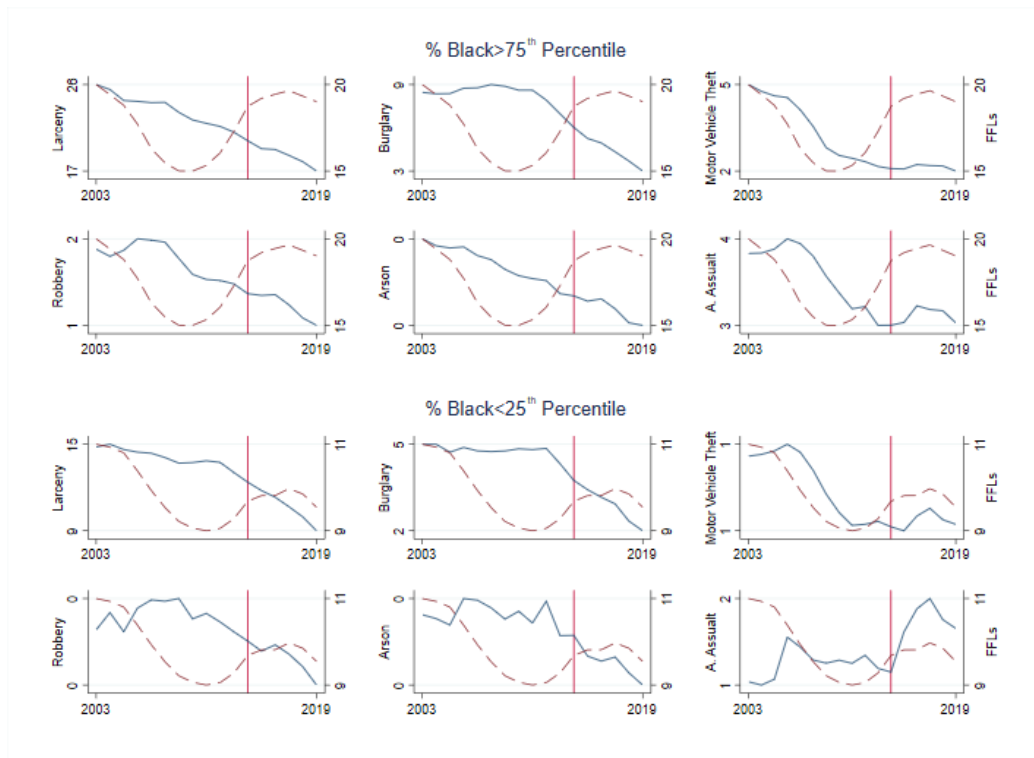 % Black>75th Percentile
Larceny 26 17 20 15 2003 2019
Burglary 9 3 20 15 2003 2019
Motor Vehicle Theft 5 2 20 15 FFLs 2003 2019
Robbery 2 1 20 15 2003 2019
Arson 0 0 20 15 2003 2019
A. Assualt 4 3 20 15 FFLs 2003 2019
% Black<25th Percentile
Larceny 15 9 11 9 2003 2019
Burglary 5 2 11 9 2003 2019
Motor Vehicle Theft 1 1 11 9 FFLs 2003 2019
Robbery 0 0 11 9 2003 2019
Arson 0 0 11 9 2003 2019
A. Assualt 2 1 11 9 FFLs 2003 2019